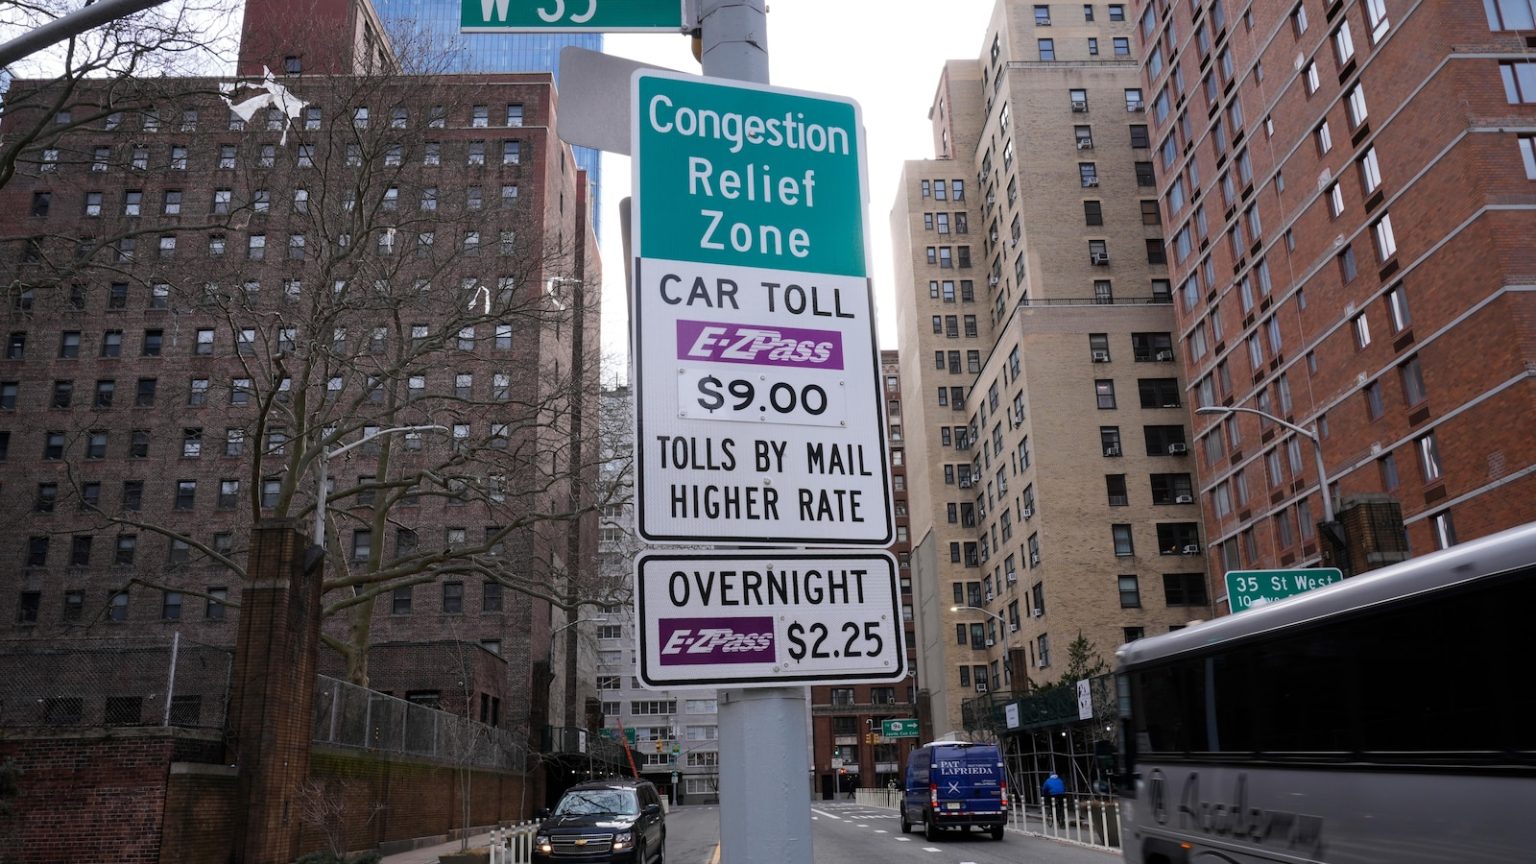 W 35
Congestion
Relief
Zone
CAR TOLL
E-ZPass
$9.00
TOLLS BY MAIL
HIGHER RATE
OVERNIGHT
E-ZPass $2.25
35 St West
PAT
LAFRIEDA
Academy